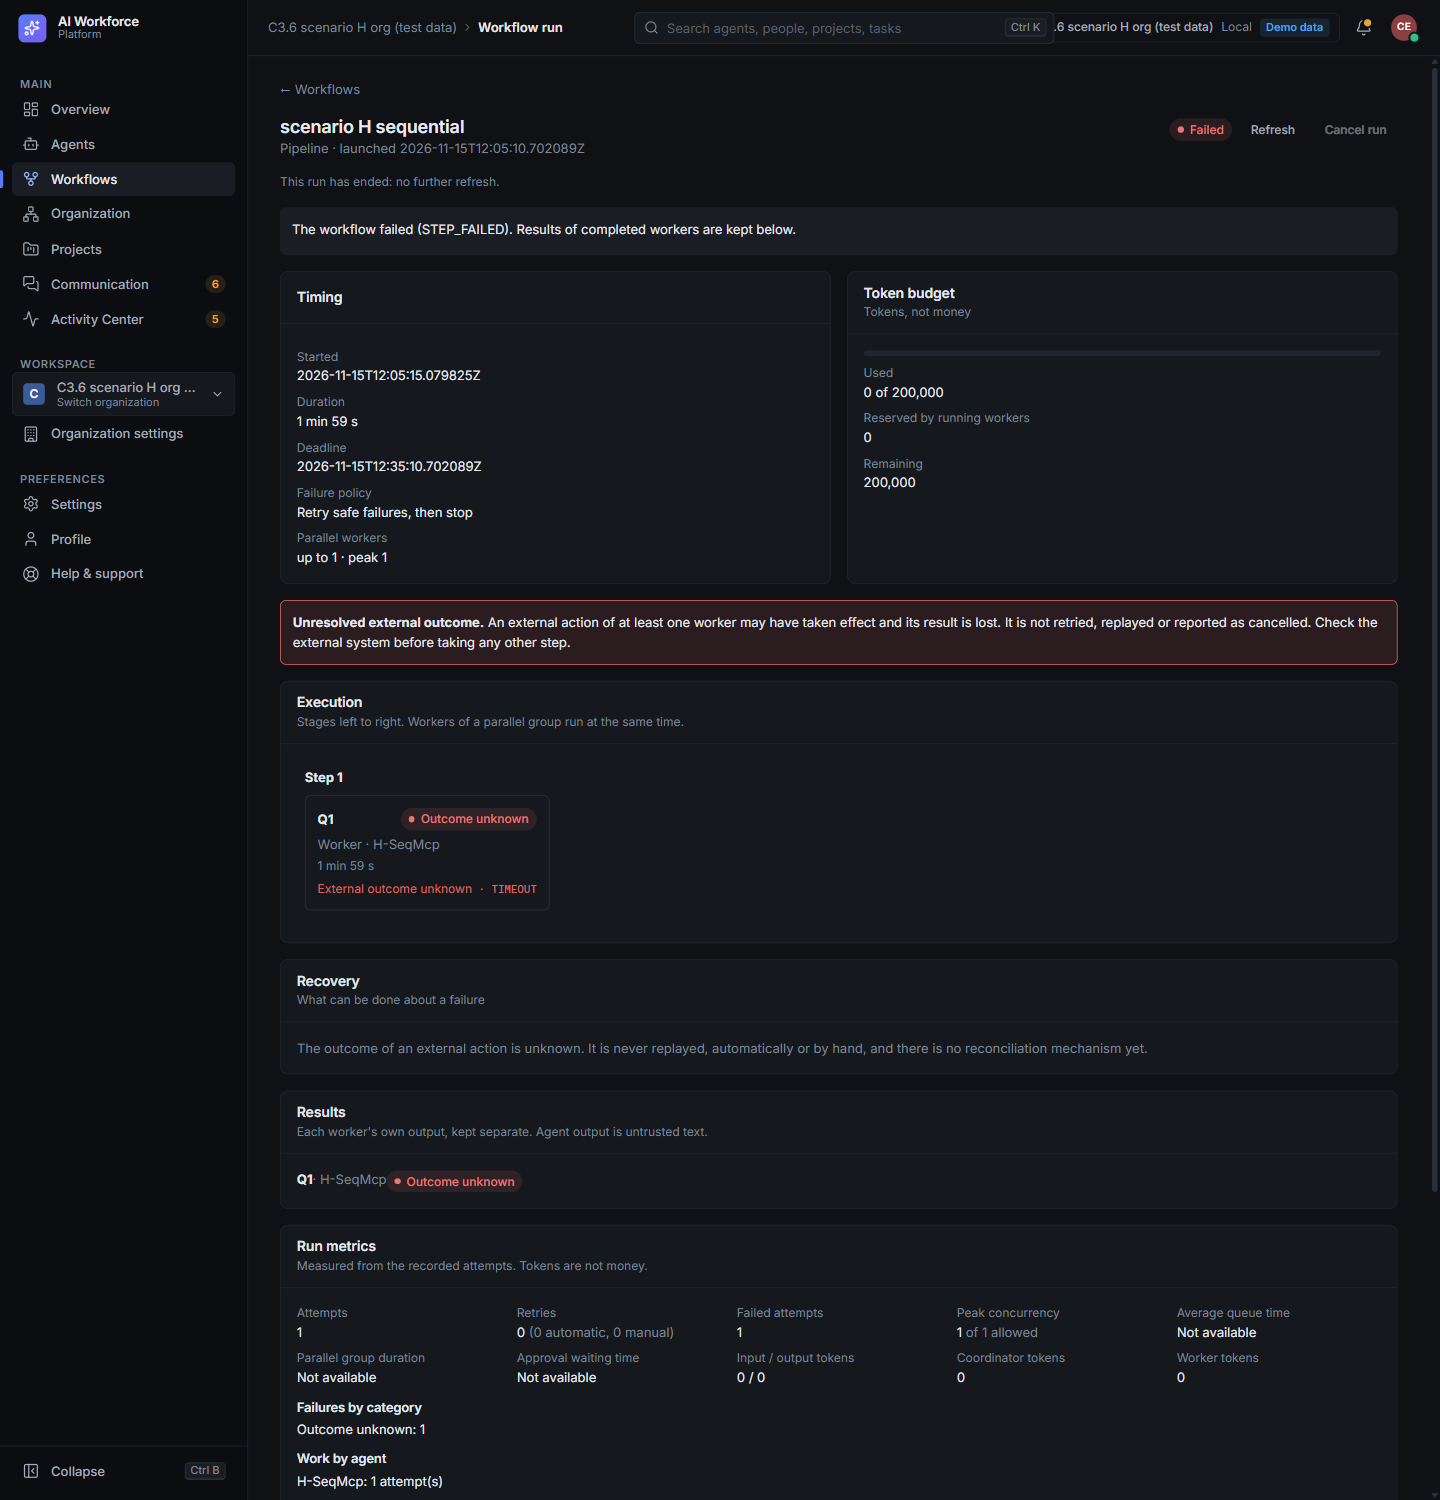 AI Workforce
Platform
C3.6 scenario H org (test data) › Workflow run
Search agents, people, projects, tasks
Ctrl K
.6 scenario H org (test data) Local Demo data
CE
MAIN
Overview
Agents
Workflows
Organization
Projects
Communication 6
Activity Center 5
WORKSPACE
C
C3.6 scenario H org ...
Switch organization
Organization settings
PREFERENCES
Settings
Profile
Help & support
Collapse Ctrl B
← Workflows
scenario H sequential
Pipeline · launched 2026-11-15T12:05:10.702089Z
Failed Refresh Cancel run
This run has ended: no further refresh.
The workflow failed (STEP_FAILED). Results of completed workers are kept below.
Timing
Started
2026-11-15T12:05:15.079825Z
Duration
1 min 59 s
Deadline
2026-11-15T12:35:10.702089Z
Failure policy
Retry safe failures, then stop
Parallel workers
up to 1 · peak 1
Token budget
Tokens, not money
Used
0 of 200,000
Reserved by running workers
0
Remaining
200,000
Unresolved external outcome. An external action of at least one worker may have taken effect and its result is lost. It is not retried, replayed or reported as cancelled. Check the
external system before taking any other step.
Execution
Stages left to right. Workers of a parallel group run at the same time.
Step 1
Q1 Outcome unknown
Worker · H-SeqMcp
1 min 59 s
External outcome unknown · TIMEOUT
Recovery
What can be done about a failure
The outcome of an external action is unknown. It is never replayed, automatically or by hand, and there is no reconciliation mechanism yet.
Results
Each worker's own output, kept separate. Agent output is untrusted text.
Q1 · H-SeqMcp Outcome unknown
Run metrics
Measured from the recorded attempts. Tokens are not money.
Attempts
1
Retries
0 (0 automatic, 0 manual)
Failed attempts
1
Peak concurrency
1 of 1 allowed
Average queue time
Not available
Parallel group duration
Not available
Approval waiting time
Not available
Input / output tokens
0 / 0
Coordinator tokens
0
Worker tokens
0
Failures by category
Outcome unknown: 1
Work by agent
H-SeqMcp: 1 attempt(s)